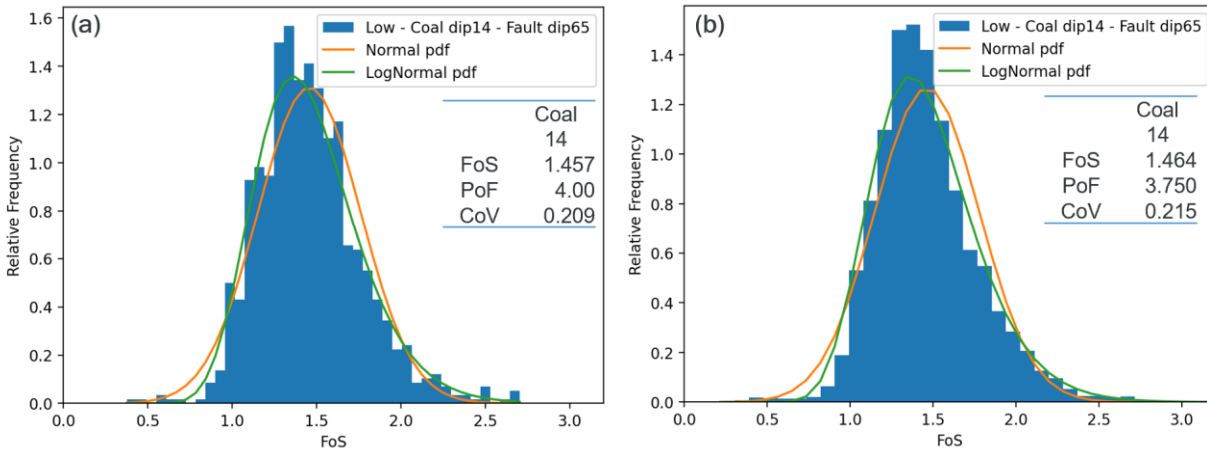 (a)
Low - Coal dip14 - Fault dip65
Normal pdf
LogNormal pdf
Coal
14
FoS 1.457
PoF 4.00
CoV 0.209
Relative Frequency
1.6
1.4
1.2
1.0
0.8
0.6
0.4
0.2
0.0
0.0 0.5 1.0 1.5 2.0 2.5 3.0
FoS
(b)
Low - Coal dip14 - Fault dip65
Normal pdf
LogNormal pdf
Coal
14
FoS 1.464
PoF 3.750
CoV 0.215
Relative Frequency
1.4
1.2
1.0
0.8
0.6
0.4
0.2
0.0
0.0 0.5 1.0 1.5 2.0 2.5 3.0
FoS